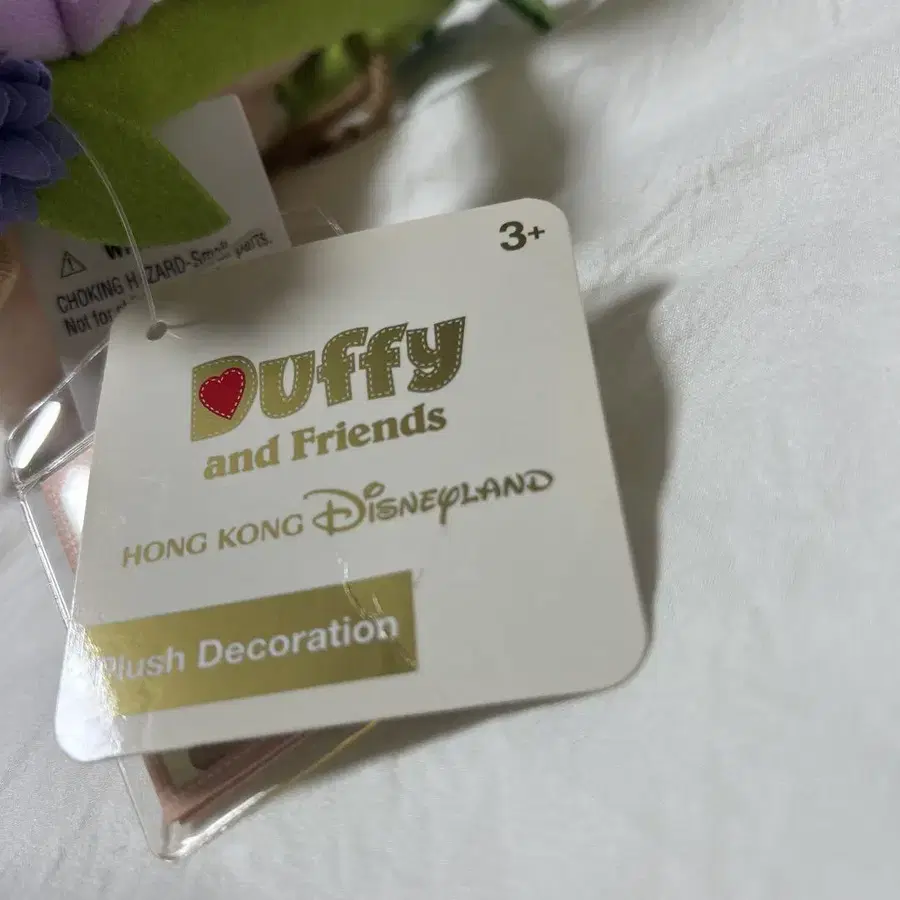 3+
CHOKING HAZARD-Small parts.
Not for
Duffy
and Friends
HONG KONG Disneyland
Plush Decoration